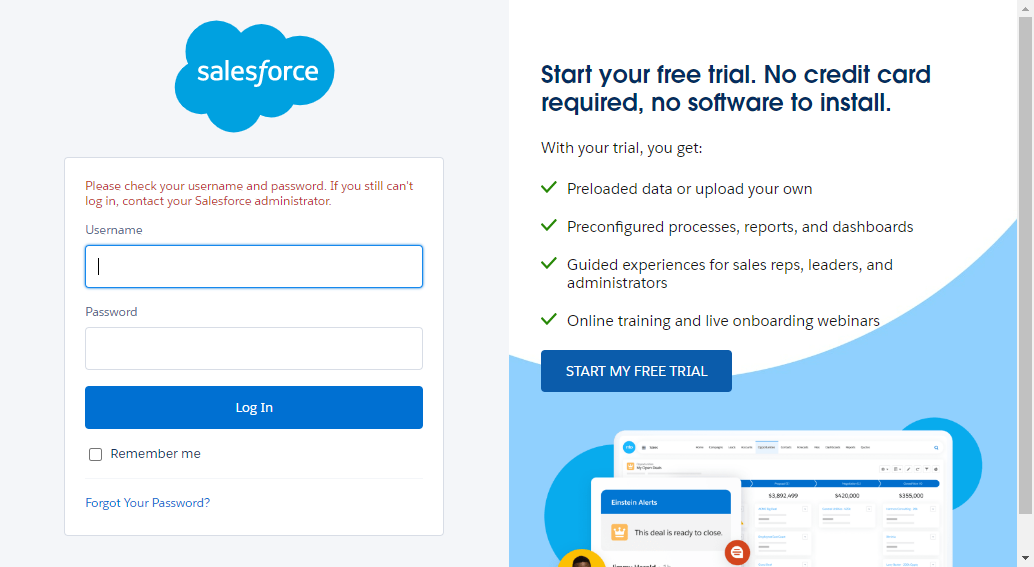 salesforce
Please check your username and password. If you still can't
log in, contact your Salesforce administrator.
Username
Password
Log In
Remember me
Forgot Your Password?
Start your free trial. No credit card
required, no software to install.
With your trial, you get:
Preloaded data or upload your own
Preconfigured processes, reports, and dashboards
Guided experiences for sales reps, leaders, and
administrators
Online training and live onboarding webinars
START MY FREE TRIAL
Sales
My Open Deals
$3,892,499
$420,000
$355,000
Einstein Alerts
This deal is ready to close.